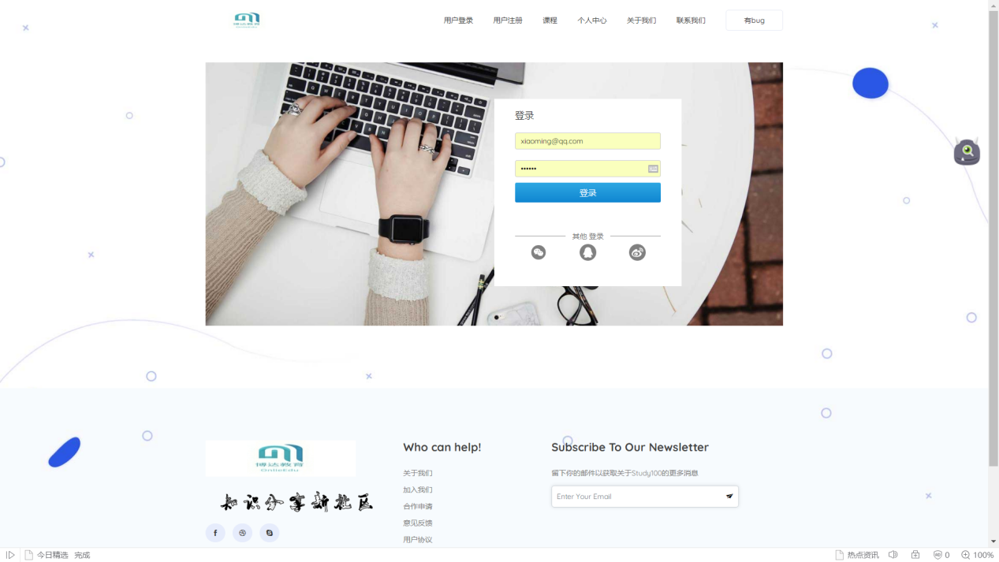 用户登录 用户注册 课程 个人中心 关于我们 联系我们 有bug
登录
xiaoming@qq.com
••••••
登录
其他 登录
博达教育
OnlieEdu
知识分享新社区
Who can help!
关于我们
加入我们
合作申请
意见反馈
用户协议
Subscribe To Our Newsletter
留下你的邮件以获取关于Study100的更多消息
Enter Your Email
今日精选 完成 热点资讯 0 100%